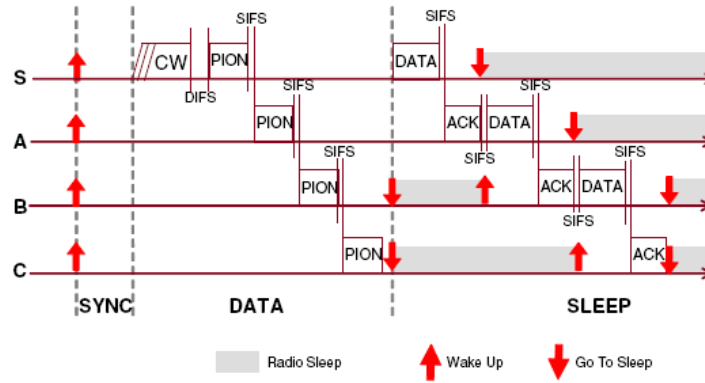 SIFS SIFS
CW PION DATA
S
DIFS SIFS SIFS
PION ACK DATA
A
SIFS SIFS SIFS
PION ACK DATA
B
SIFS
PION ACK
C
SYNC DATA SLEEP
Radio Sleep Wake Up Go To Sleep